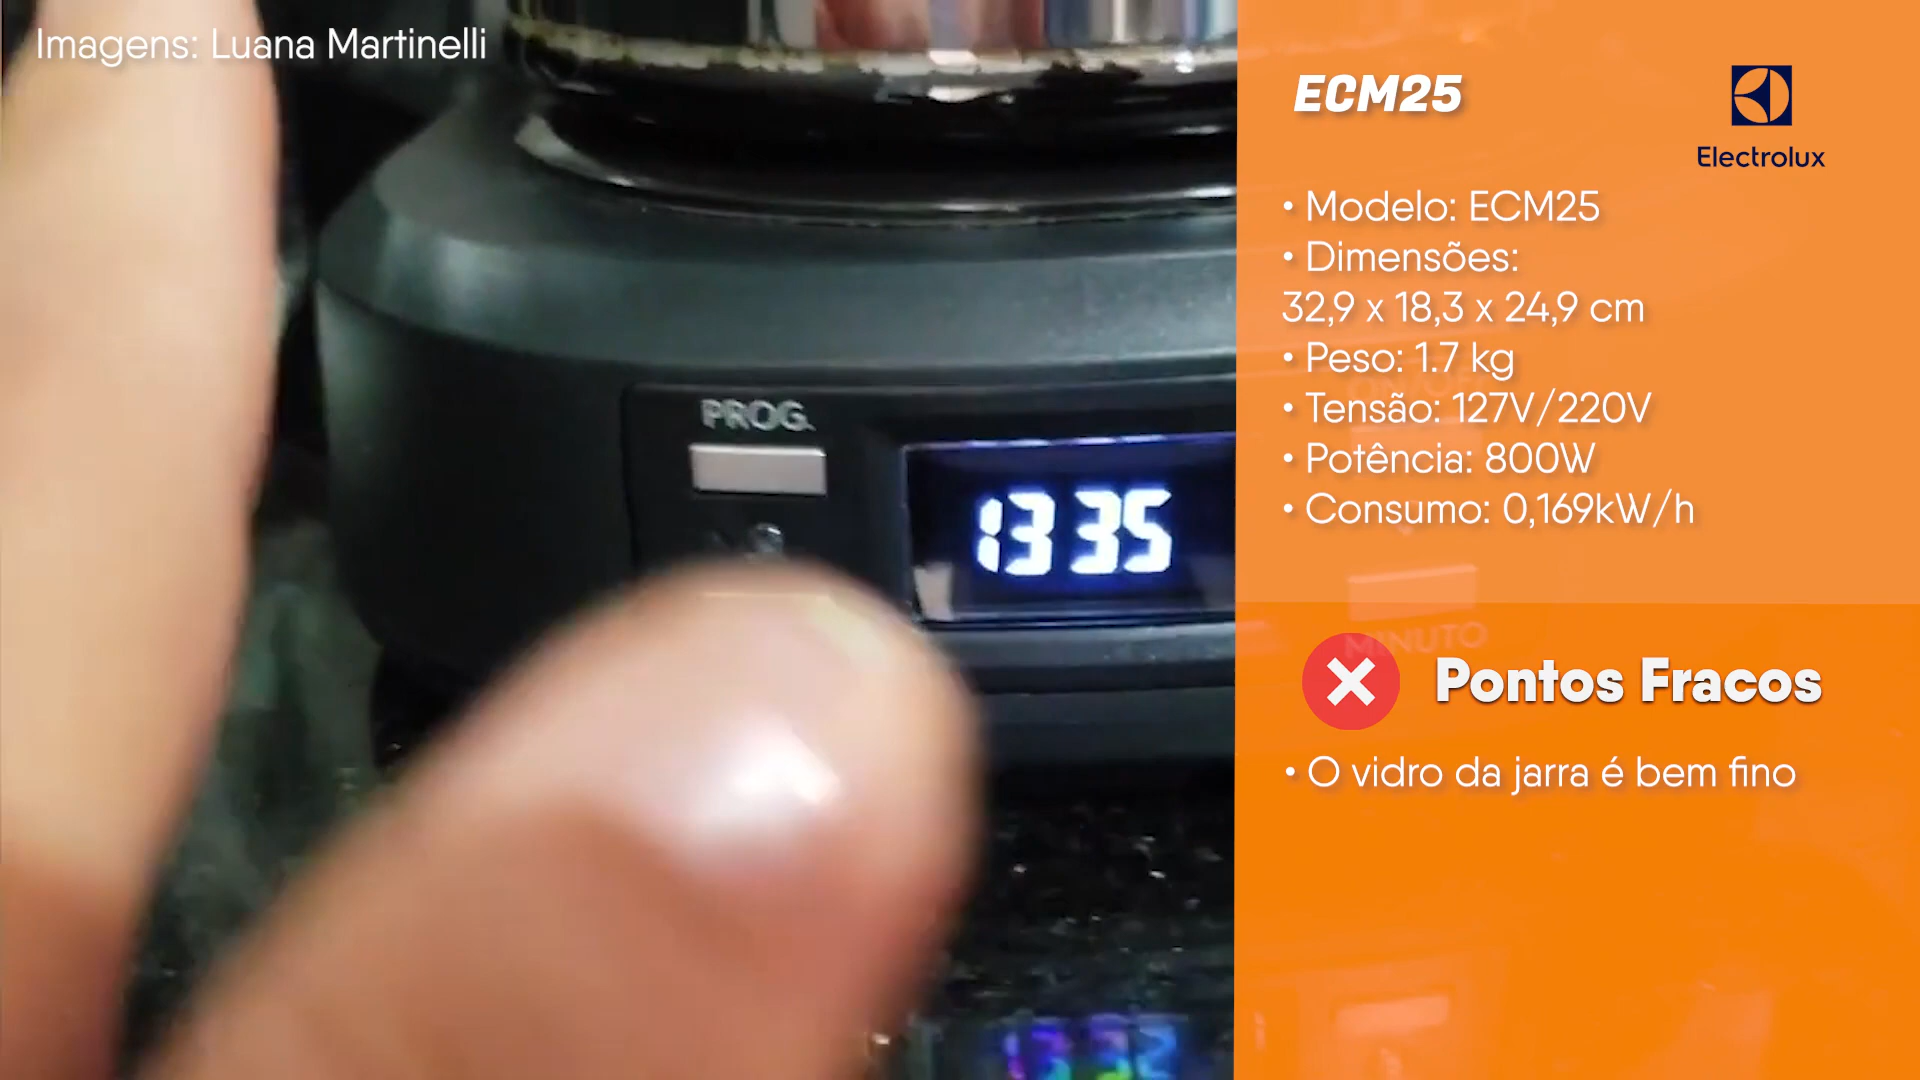 Imagens: Luana Martinelli
PROG.
13 35
ECM25
Electrolux
• Modelo: ECM25
• Dimensões:
32,9 x 18,3 x 24,9 cm
• Peso: 1.7 kg
• Tensão: 127V/220V
• Potência: 800W
• Consumo: 0,169kW/h
MINUTO
Pontos Fracos
• O vidro da jarra é bem fino